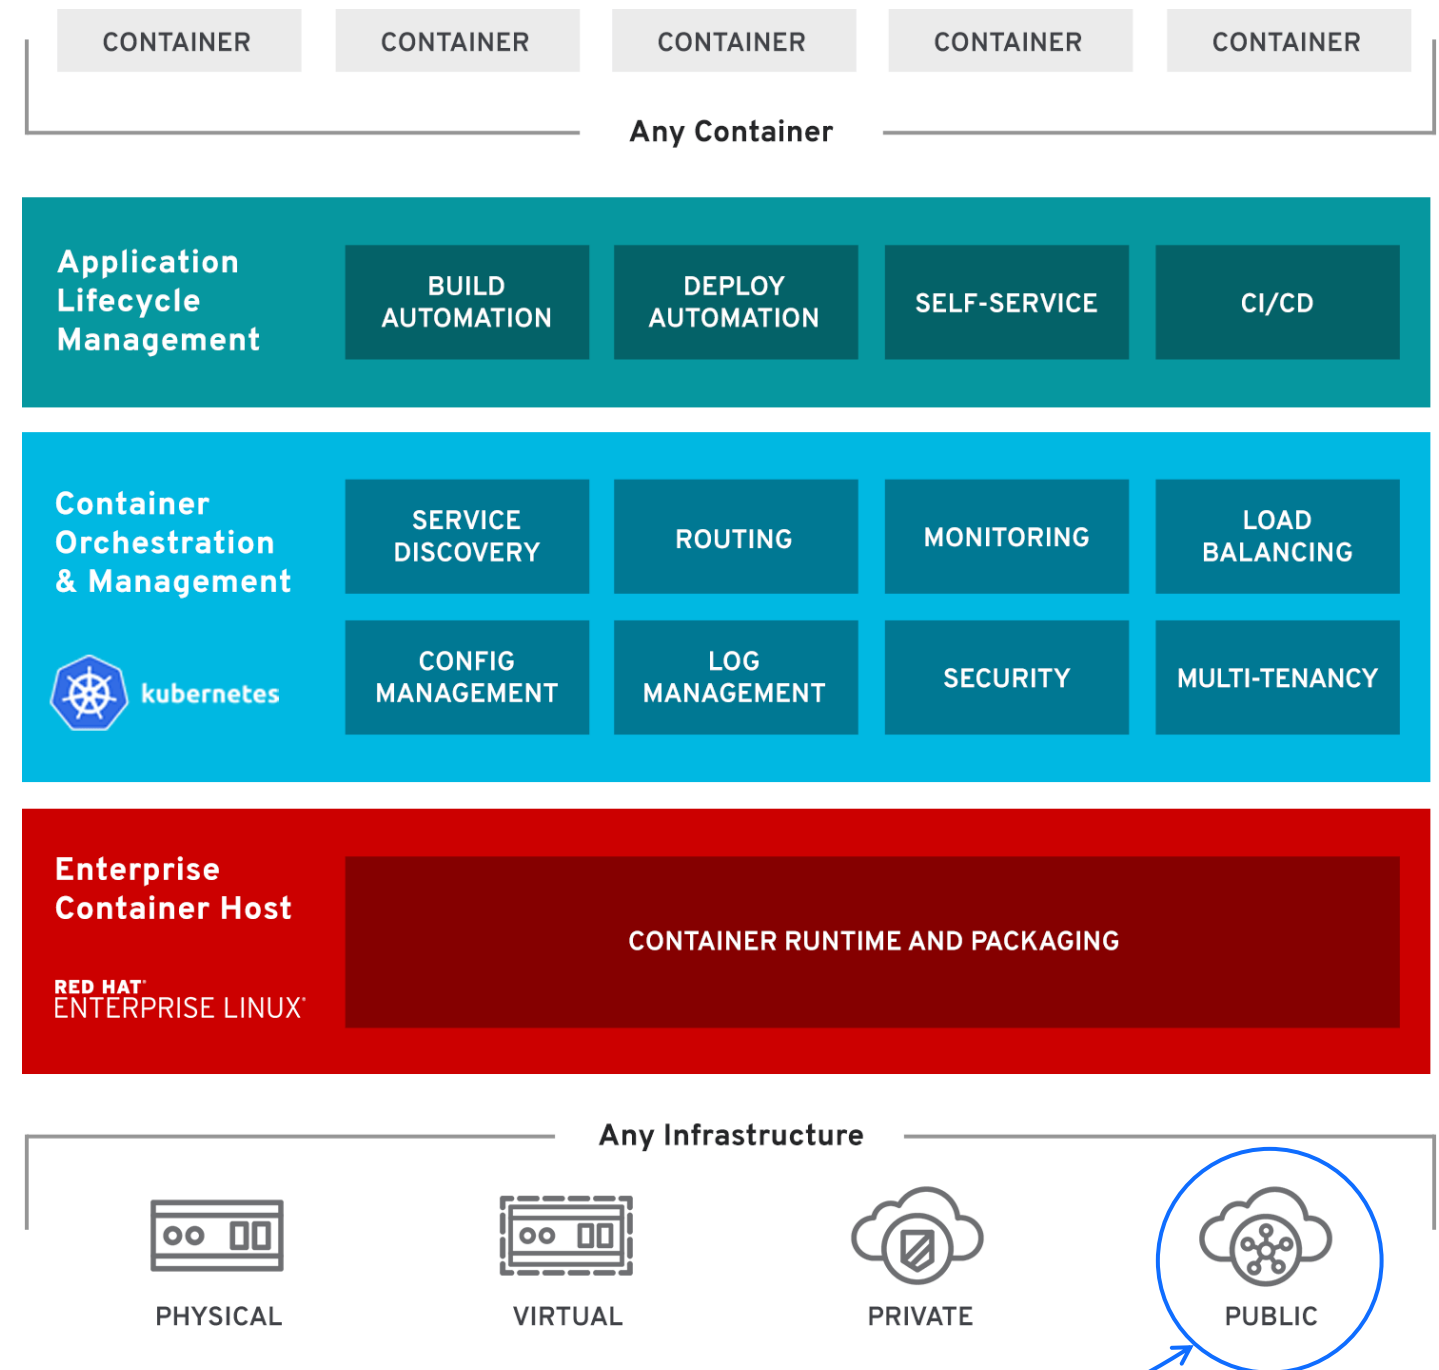 CONTAINER CONTAINER CONTAINER CONTAINER CONTAINER
Any Container
Application
Lifecycle
Management
BUILD
AUTOMATION
DEPLOY
AUTOMATION
SELF-SERVICE
CI/CD
Container
Orchestration
& Management
kubernetes
SERVICE
DISCOVERY
ROUTING
MONITORING
LOAD
BALANCING
CONFIG
MANAGEMENT
LOG
MANAGEMENT
SECURITY
MULTI-TENANCY
Enterprise
Container Host
RED HAT®
ENTERPRISE LINUX®
CONTAINER RUNTIME AND PACKAGING
Any Infrastructure
PHYSICAL
VIRTUAL
PRIVATE
PUBLIC